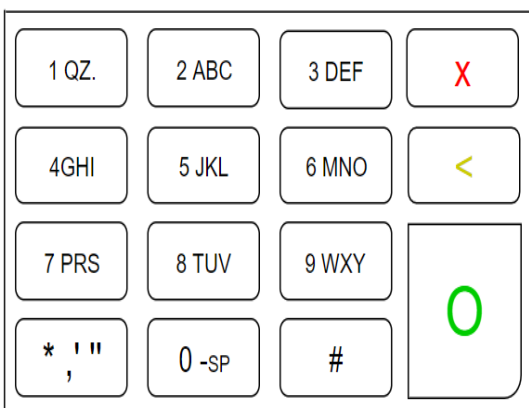 1 QZ. 2 ABC 3 DEF X
4GHI 5 JKL 6 MNO <
7 PRS 8 TUV 9 WXY O
* ,' " 0 -SP #